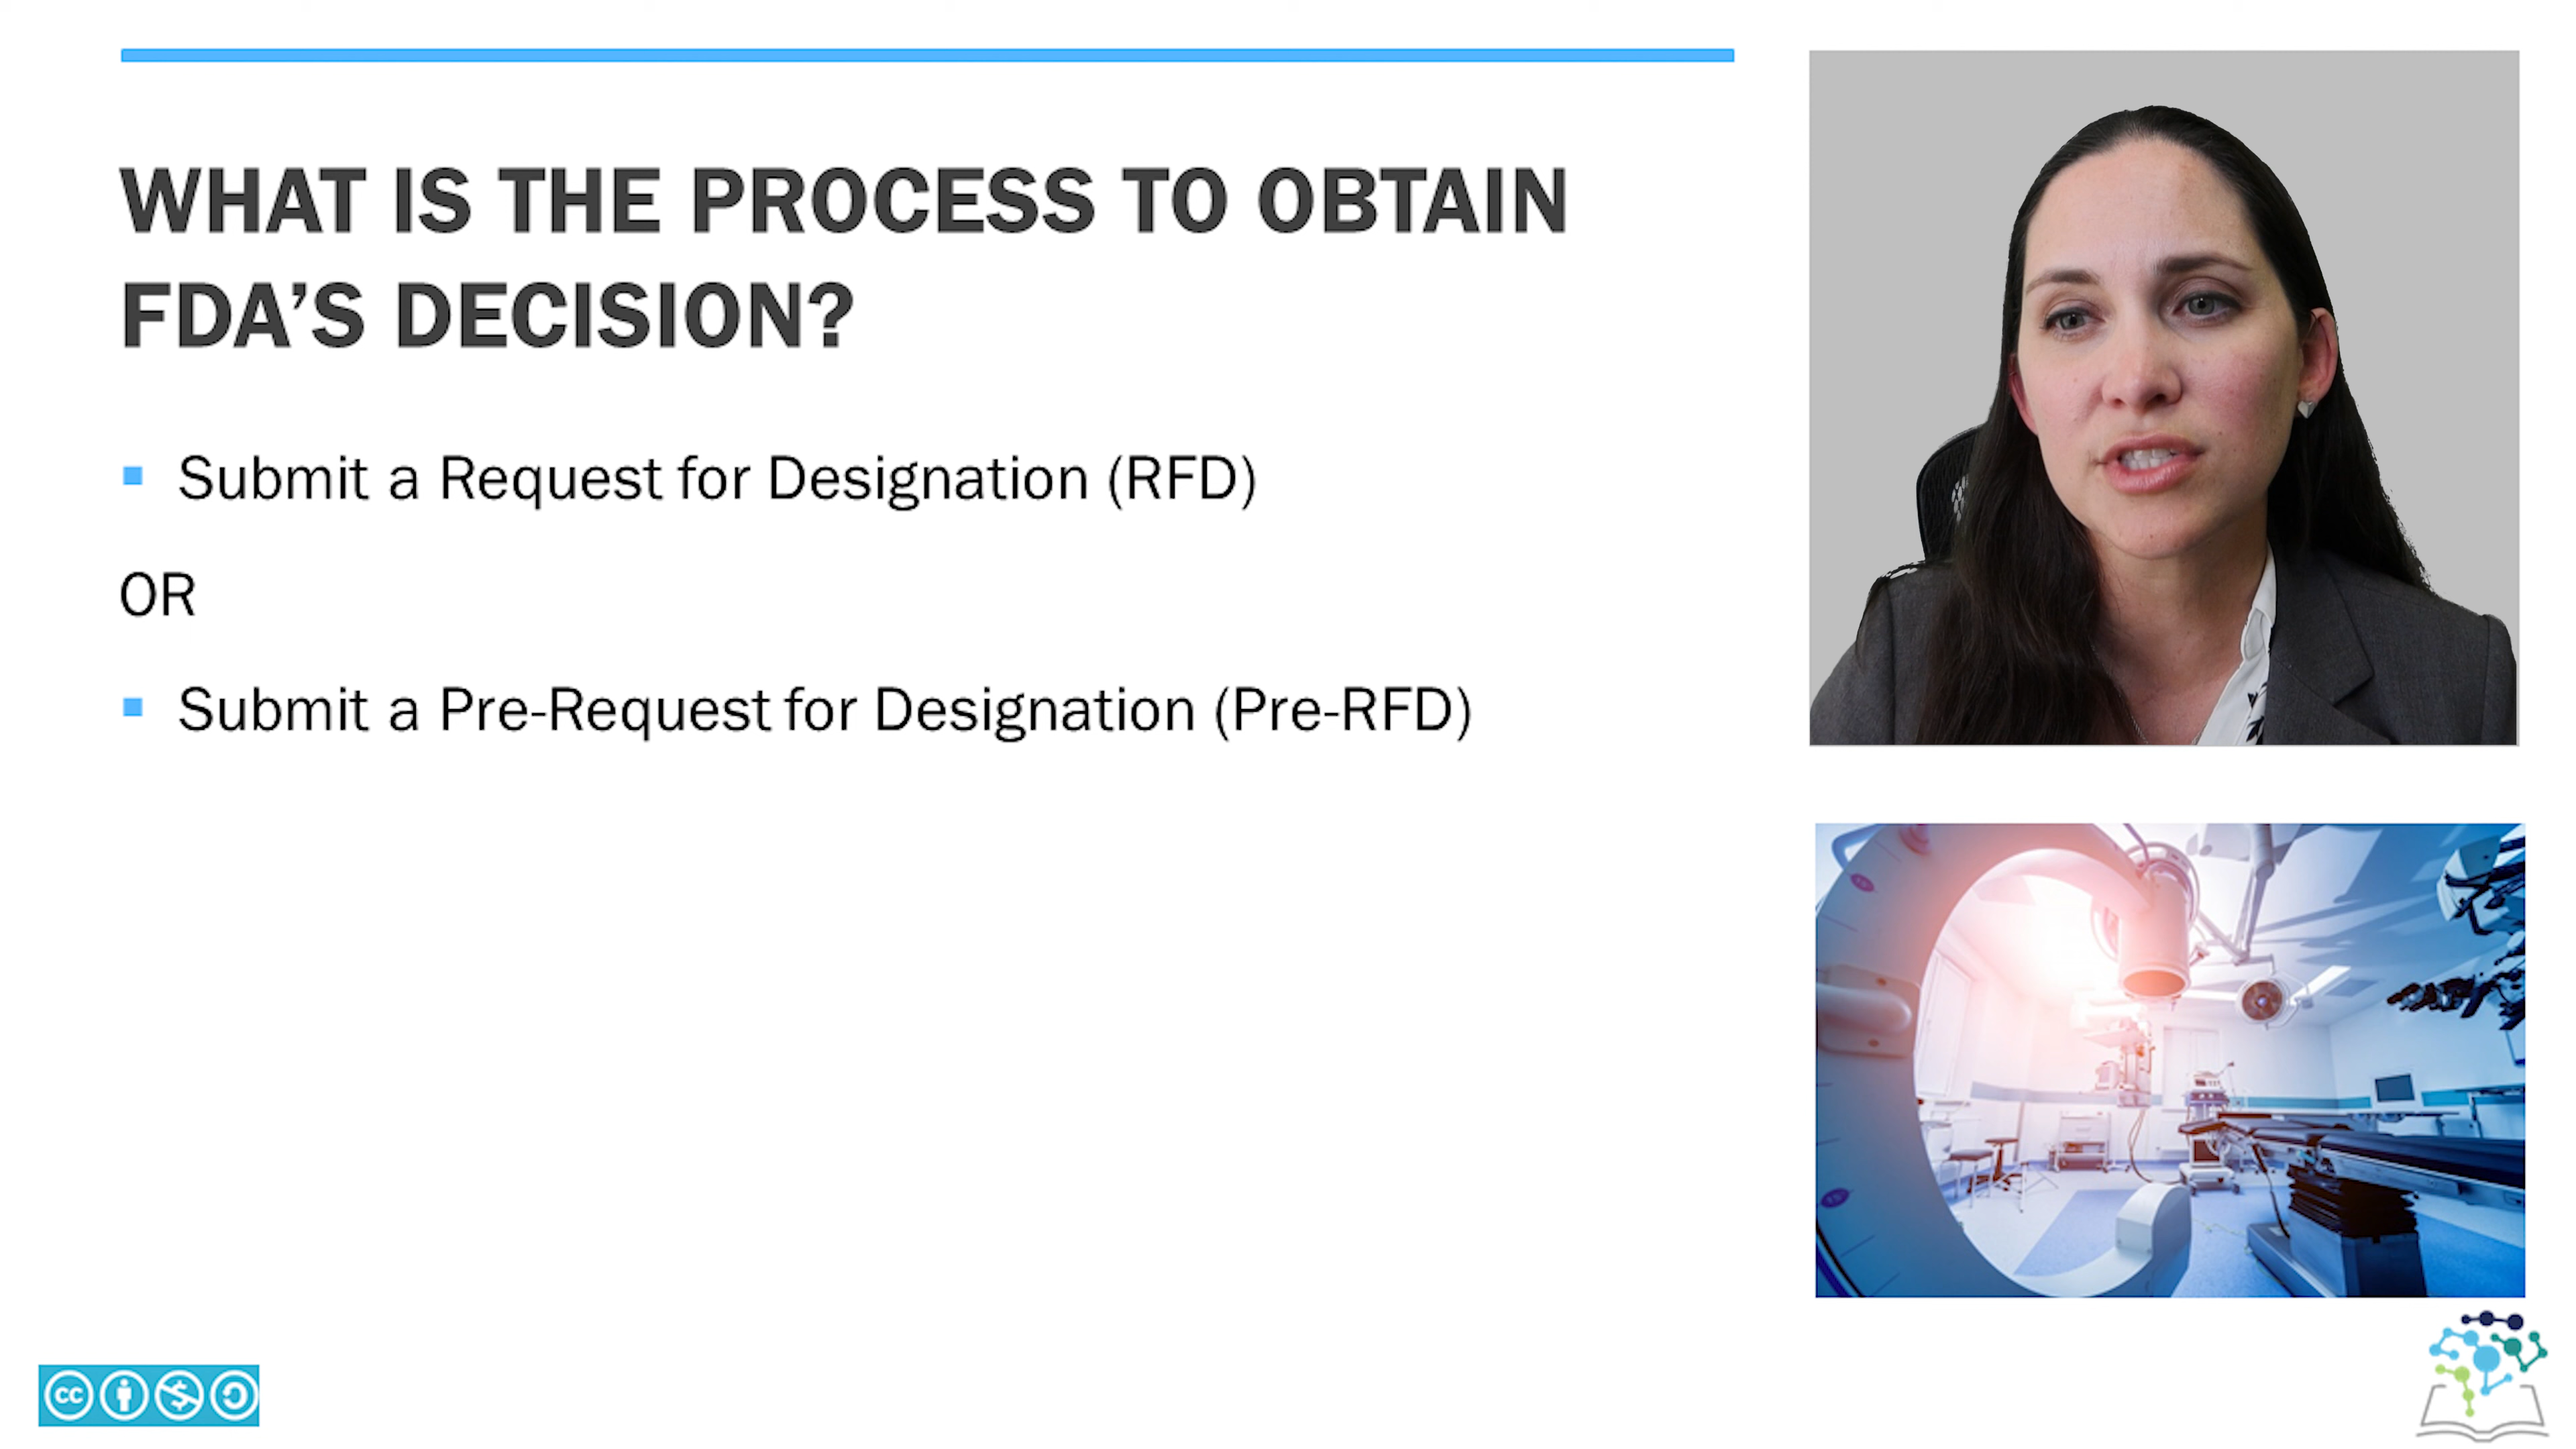 WHAT IS THE PROCESS TO OBTAIN
FDA’S DECISION?
▪ Submit a Request for Designation (RFD)
OR
▪ Submit a Pre-Request for Designation (Pre-RFD)
cc